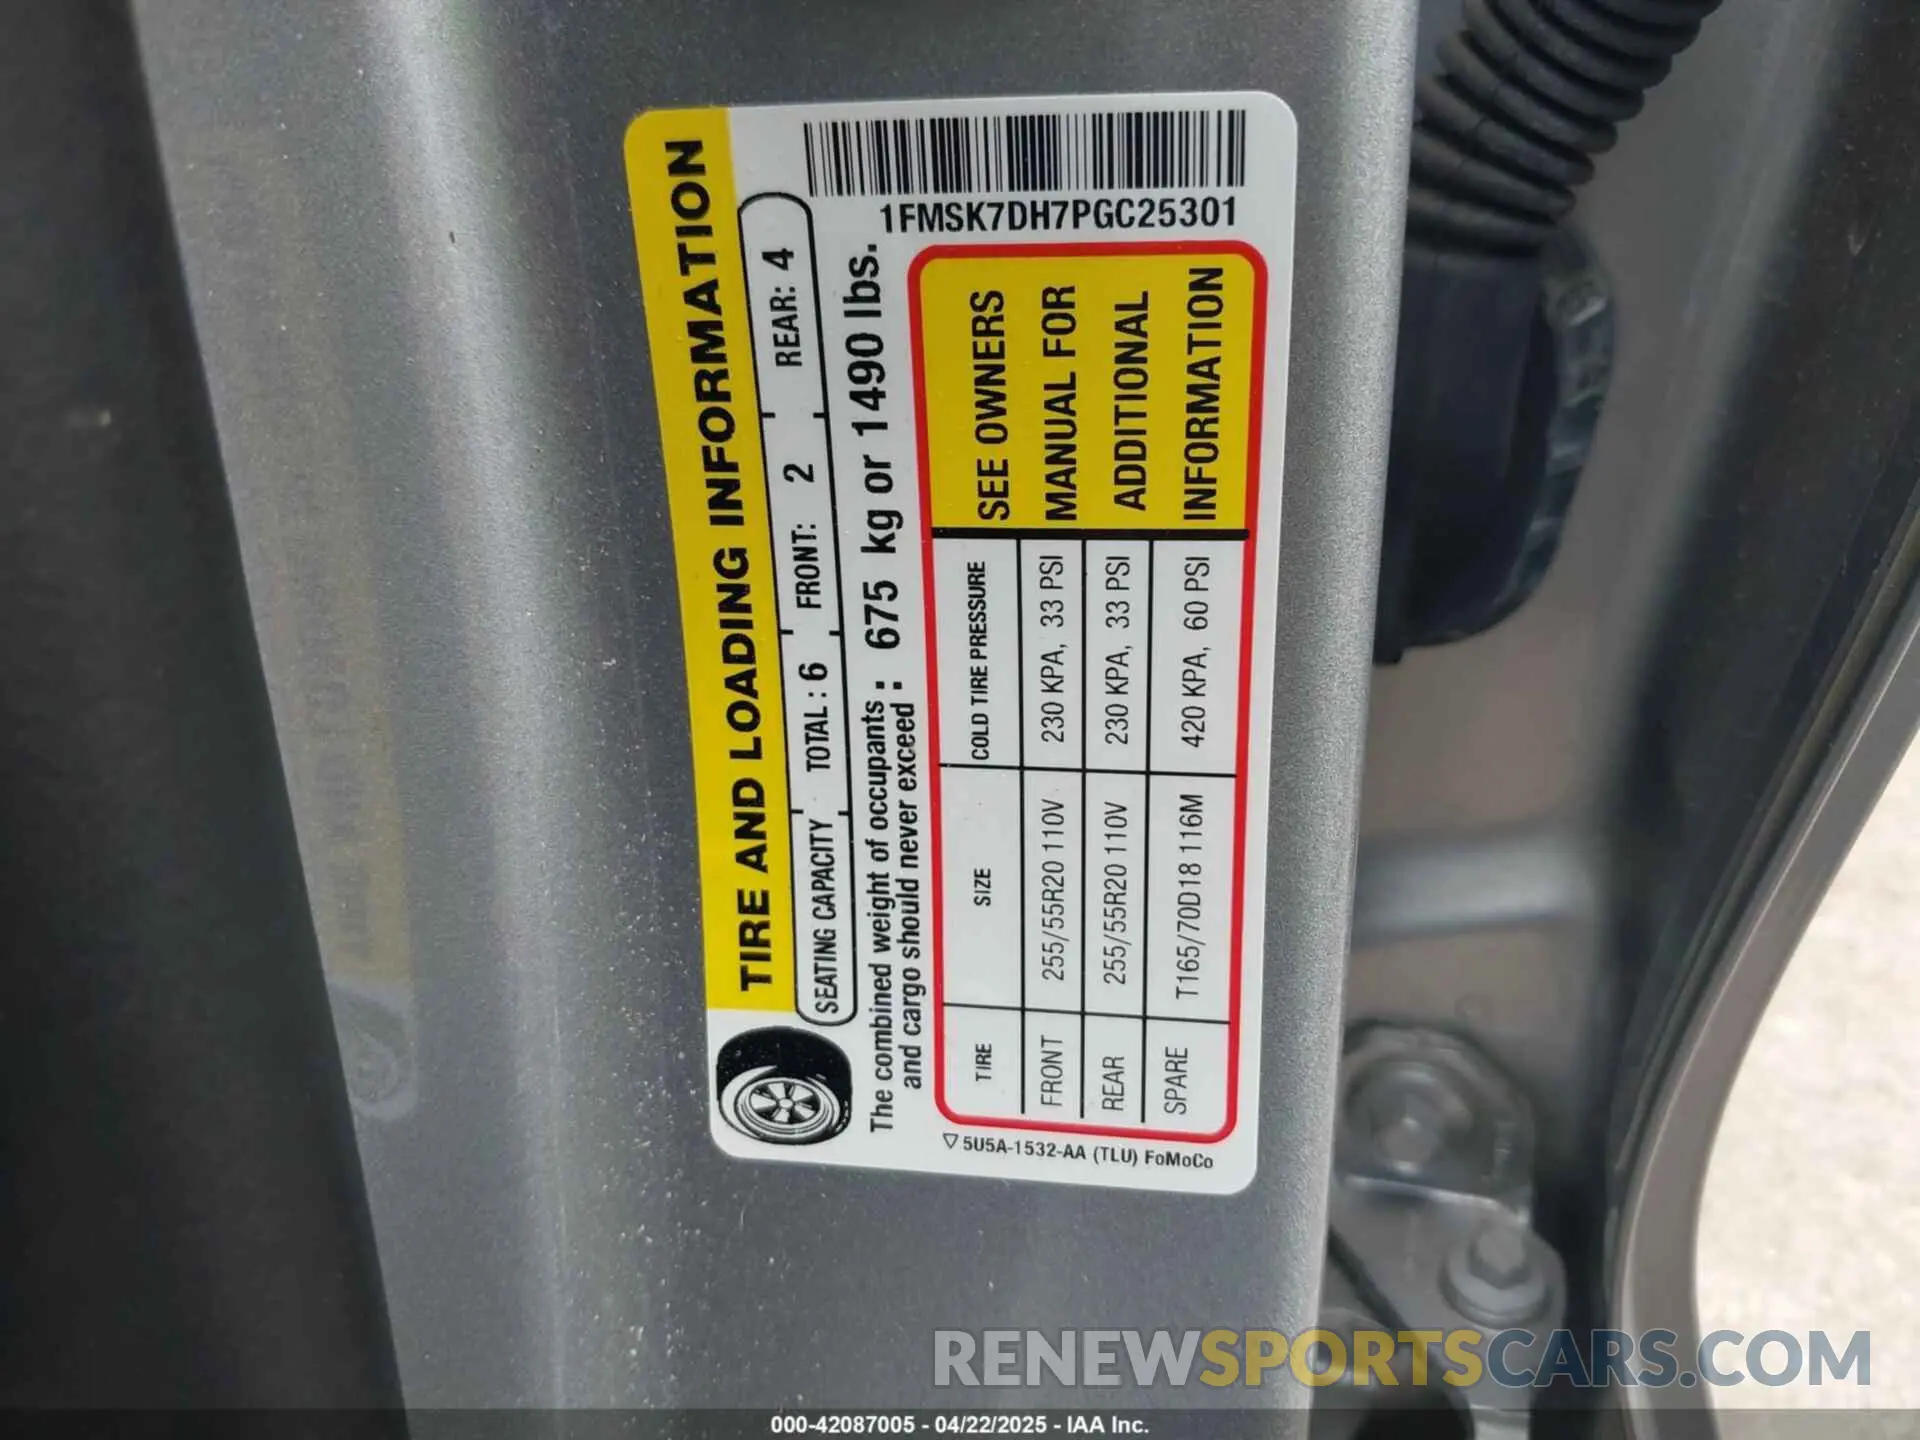 TIRE AND LOADING INFORMATION
1FMSK7DH7PGC25301
SEATING CAPACITY TOTAL : 6 FRONT: 2 REAR: 4
The combined weight of occupants : 675 kg or 1490 lbs.
and cargo should never exceed :
TIRE SIZE COLD TIRE PRESSURE
FRONT 255/55R20 110V 230 KPA, 33 PSI
REAR 255/55R20 110V 230 KPA, 33 PSI
SPARE T165/70D18 116M 420 KPA, 60 PSI
SEE OWNERS
MANUAL FOR
ADDITIONAL
INFORMATION
5U5A-1532-AA (TLU) FoMoCo
RENEWSPORTSCARS.COM
000-42087005 - 04/22/2025 - IAA Inc.